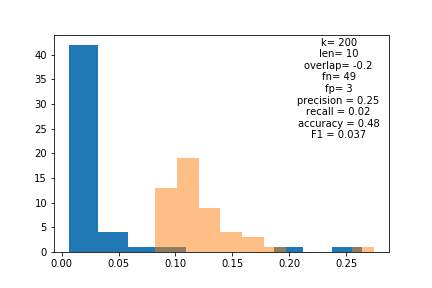 k= 200
len= 10
overlap= -0.2
fn= 49
fp= 3
precision = 0.25
recall = 0.02
accuracy = 0.48
F1 = 0.037
40
35
30
25
20
15
10
5
0
0.00 0.05 0.10 0.15 0.20 0.25